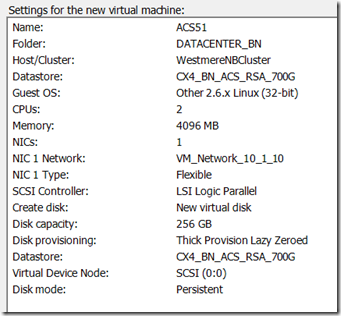 Settings for the new virtual machine:
Name: ACS51
Folder: DATACENTER_BN
Host/Cluster: WestmereNBCluster
Datastore: CX4_BN_ACS_RSA_700G
Guest OS: Other 2.6.x Linux (32-bit)
CPUs: 2
Memory: 4096 MB
NICs: 1
NIC 1 Network: VM_Network_10_1_10
NIC 1 Type: Flexible
SCSI Controller: LSI Logic Parallel
Create disk: New virtual disk
Disk capacity: 256 GB
Disk provisioning: Thick Provision Lazy Zeroed
Datastore: CX4_BN_ACS_RSA_700G
Virtual Device Node: SCSI (0:0)
Disk mode: Persistent